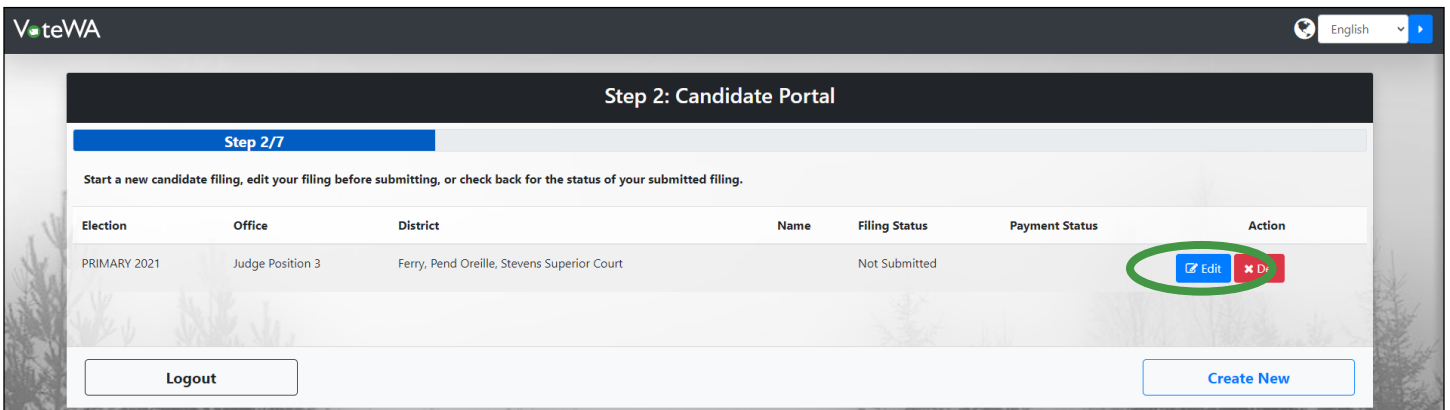 VoteWA English
Step 2: Candidate Portal
Step 2/7
Start a new candidate filing, edit your filing before submitting, or check back for the status of your submitted filing.
Election Office District Name Filing Status Payment Status Action
PRIMARY 2021 Judge Position 3 Ferry, Pend Oreille, Stevens Superior Court Not Submitted Edit
Logout Create New